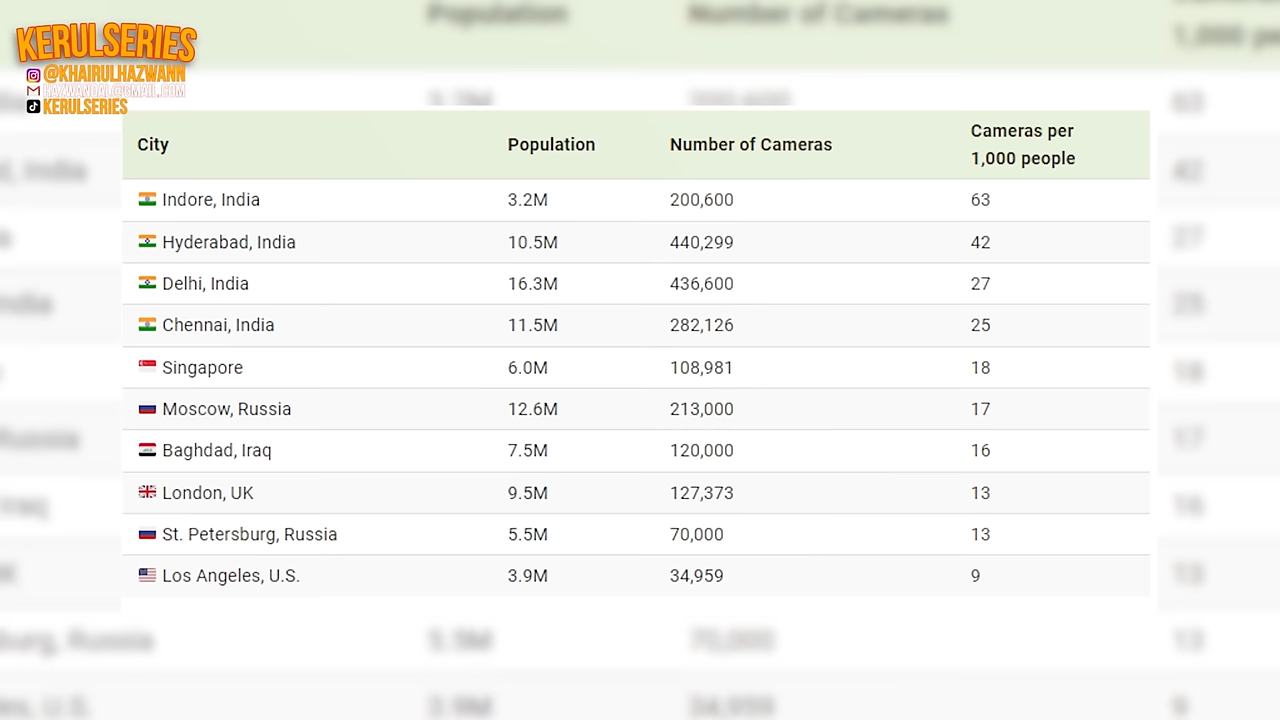 KERULSERIES
@KHAIRULHAZWANN
HAZWANDAL@GMAIL.COM
KERULSERIES
City Population Number of Cameras Cameras per 1,000 people
Indore, India 3.2M 200,600 63
Hyderabad, India 10.5M 440,299 42
Delhi, India 16.3M 436,600 27
Chennai, India 11.5M 282,126 25
Singapore 6.0M 108,981 18
Moscow, Russia 12.6M 213,000 17
Baghdad, Iraq 7.5M 120,000 16
London, UK 9.5M 127,373 13
St. Petersburg, Russia 5.5M 70,000 13
Los Angeles, U.S. 3.9M 34,959 9